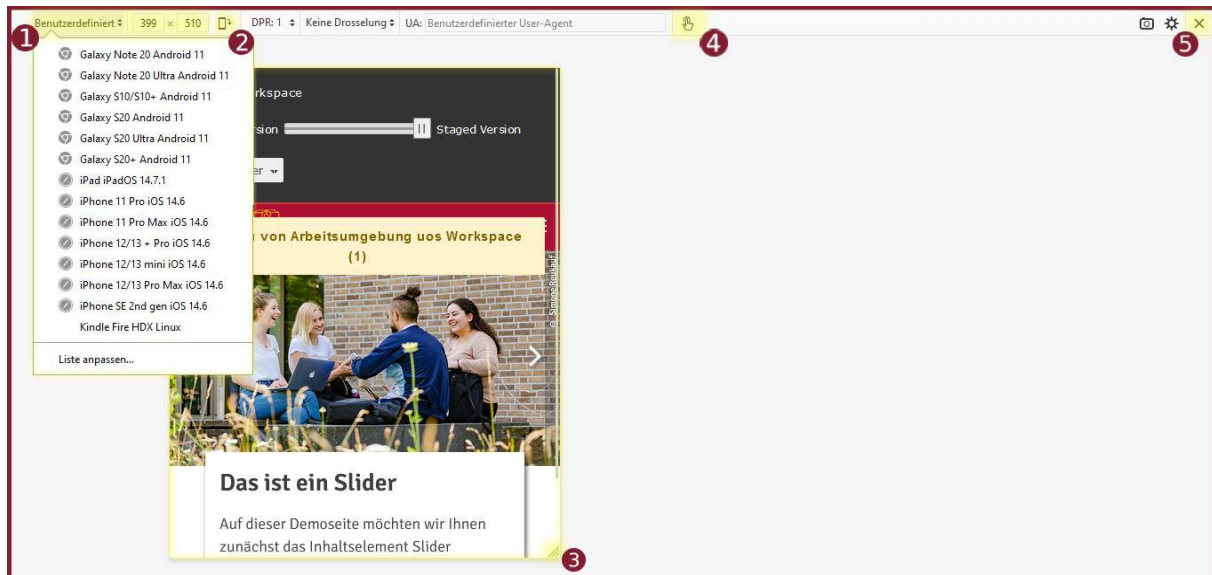 Benutzerdefiniert 399 × 510 DPR: 1 Keine Drosselung UA: Benutzerdefinierter User-Agent
1
2
4
5
Galaxy Note 20 Android 11
Galaxy Note 20 Ultra Android 11
Galaxy S10/S10+ Android 11
Galaxy S20 Android 11
Galaxy S20 Ultra Android 11
Galaxy S20+ Android 11
iPad iPadOS 14.7.1
iPhone 11 Pro iOS 14.6
iPhone 11 Pro Max iOS 14.6
iPhone 12/13 + Pro iOS 14.6
iPhone 12/13 mini iOS 14.6
iPhone 12/13 Pro Max iOS 14.6
iPhone SE 2nd gen iOS 14.6
Kindle Fire HDX Linux
Liste anpassen...
rkspace
sion Staged Version
er
von Arbeitsumgebung uos Workspace
(1)
Das ist ein Slider
Auf dieser Demoseite möchten wir Ihnen
zunächst das Inhaltselement Slider
3